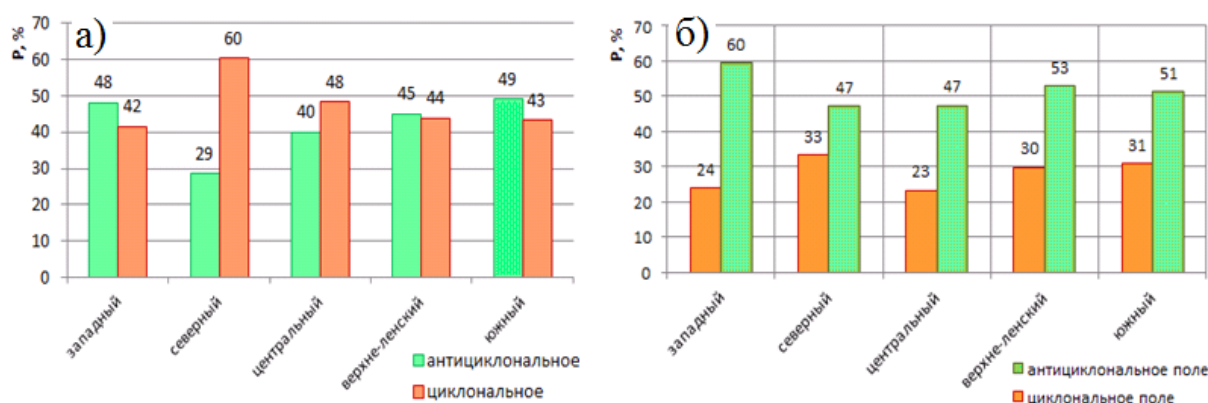 а)
P, %
70
60
50
40
30
20
10
0
48 42 29 60 40 48 45 44 49 43
западный северный центральный верхне-ленский южный
антициклональное
циклональное
б)
P, %
70
60
50
40
30
20
10
0
24 60 33 47 23 47 30 53 31 51
западный северный центральный верхне-ленский южный
антициклональное поле
циклональное поле